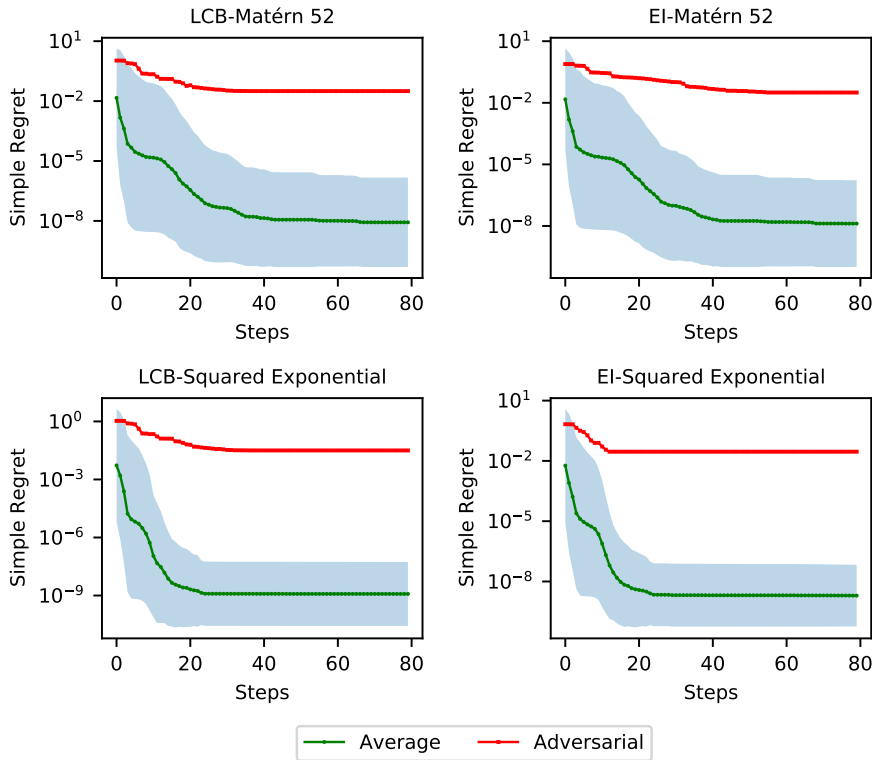 LCB-Matérn 52
10^1
10^−2
10^−5
10^−8
Simple Regret
0 20 40 60 80
Steps
EI-Matérn 52
10^1
10^−2
10^−5
10^−8
Simple Regret
0 20 40 60 80
Steps
LCB-Squared Exponential
10^0
10^−3
10^−6
10^−9
Simple Regret
0 20 40 60 80
Steps
EI-Squared Exponential
10^1
10^−2
10^−5
10^−8
Simple Regret
0 20 40 60 80
Steps
Average Adversarial